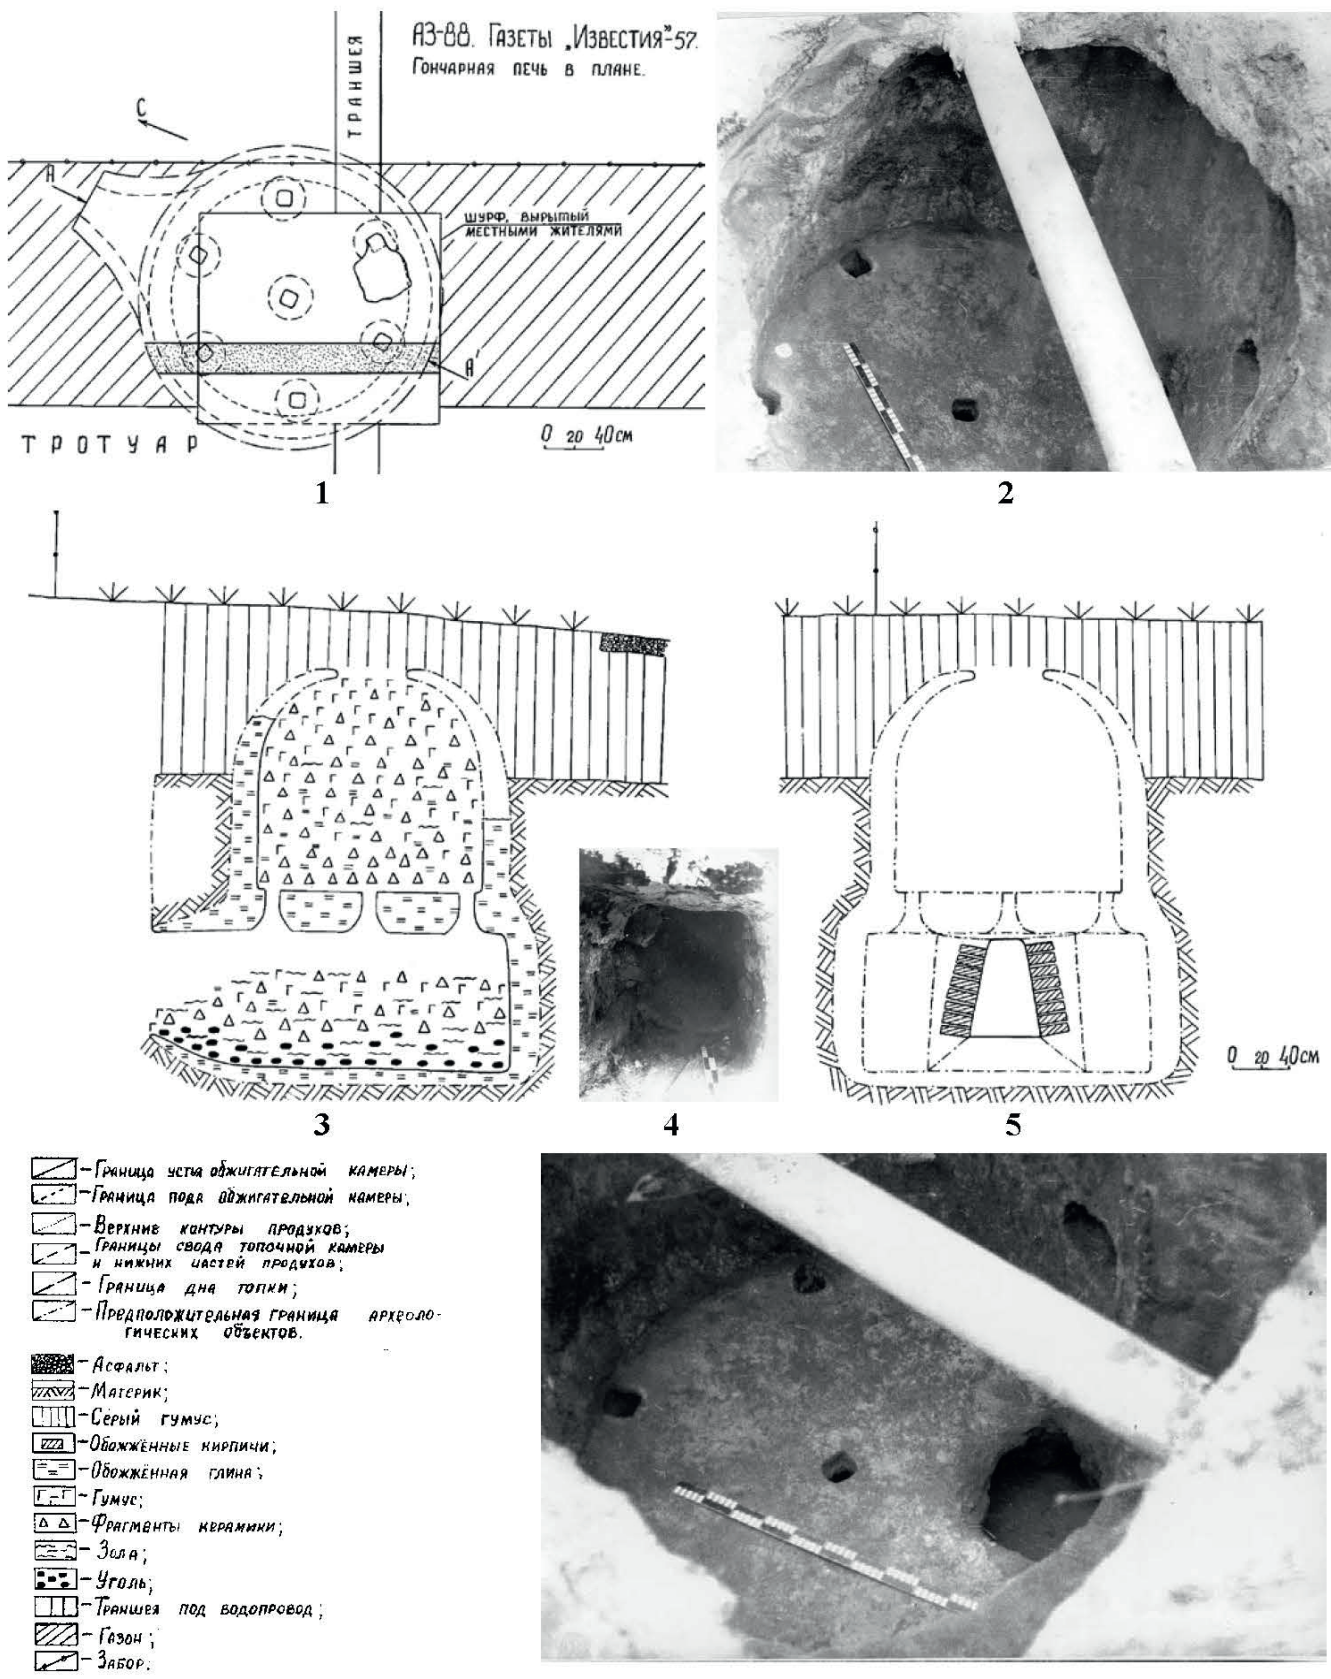 АЗ-88. Газеты „Известия"-57.
Гончарная печь в плане.
ТРАНШЕЯ
С
А
ШУРФ, ВЫРЫТЫЙ
МЕСТНЫМИ ЖИТЕЛЯМИ
А'
ТРОТУАР
0 20 40см
1
2
3
4
5
0 20 40см
– Граница устья обжигательной камеры;
– Граница пода обжигательной камеры;
– Верхние контуры продухов;
– Границы свода топочной камеры
и нижних частей продухов;
– Граница дна топки;
– Предположительная граница археоло-
гических объектов.
– Асфальт;
– Материк;
– Серый гумус;
– Обожжённые кирпичи;
– Обожжённая глина;
– Гумус;
– Фрагменты керамики;
– Зола;
– Уголь;
– Траншея под водопровод;
– Газон;
– Забор.